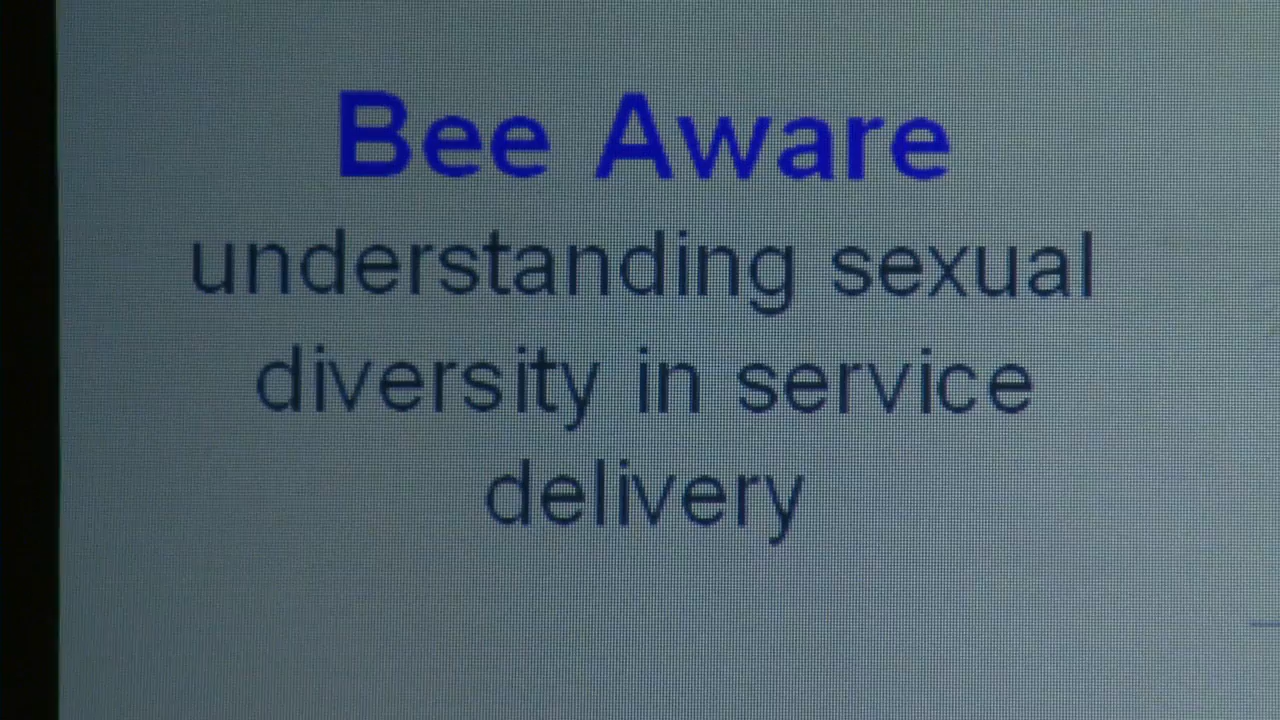 Bee Aware
understanding sexual
diversity in service
delivery